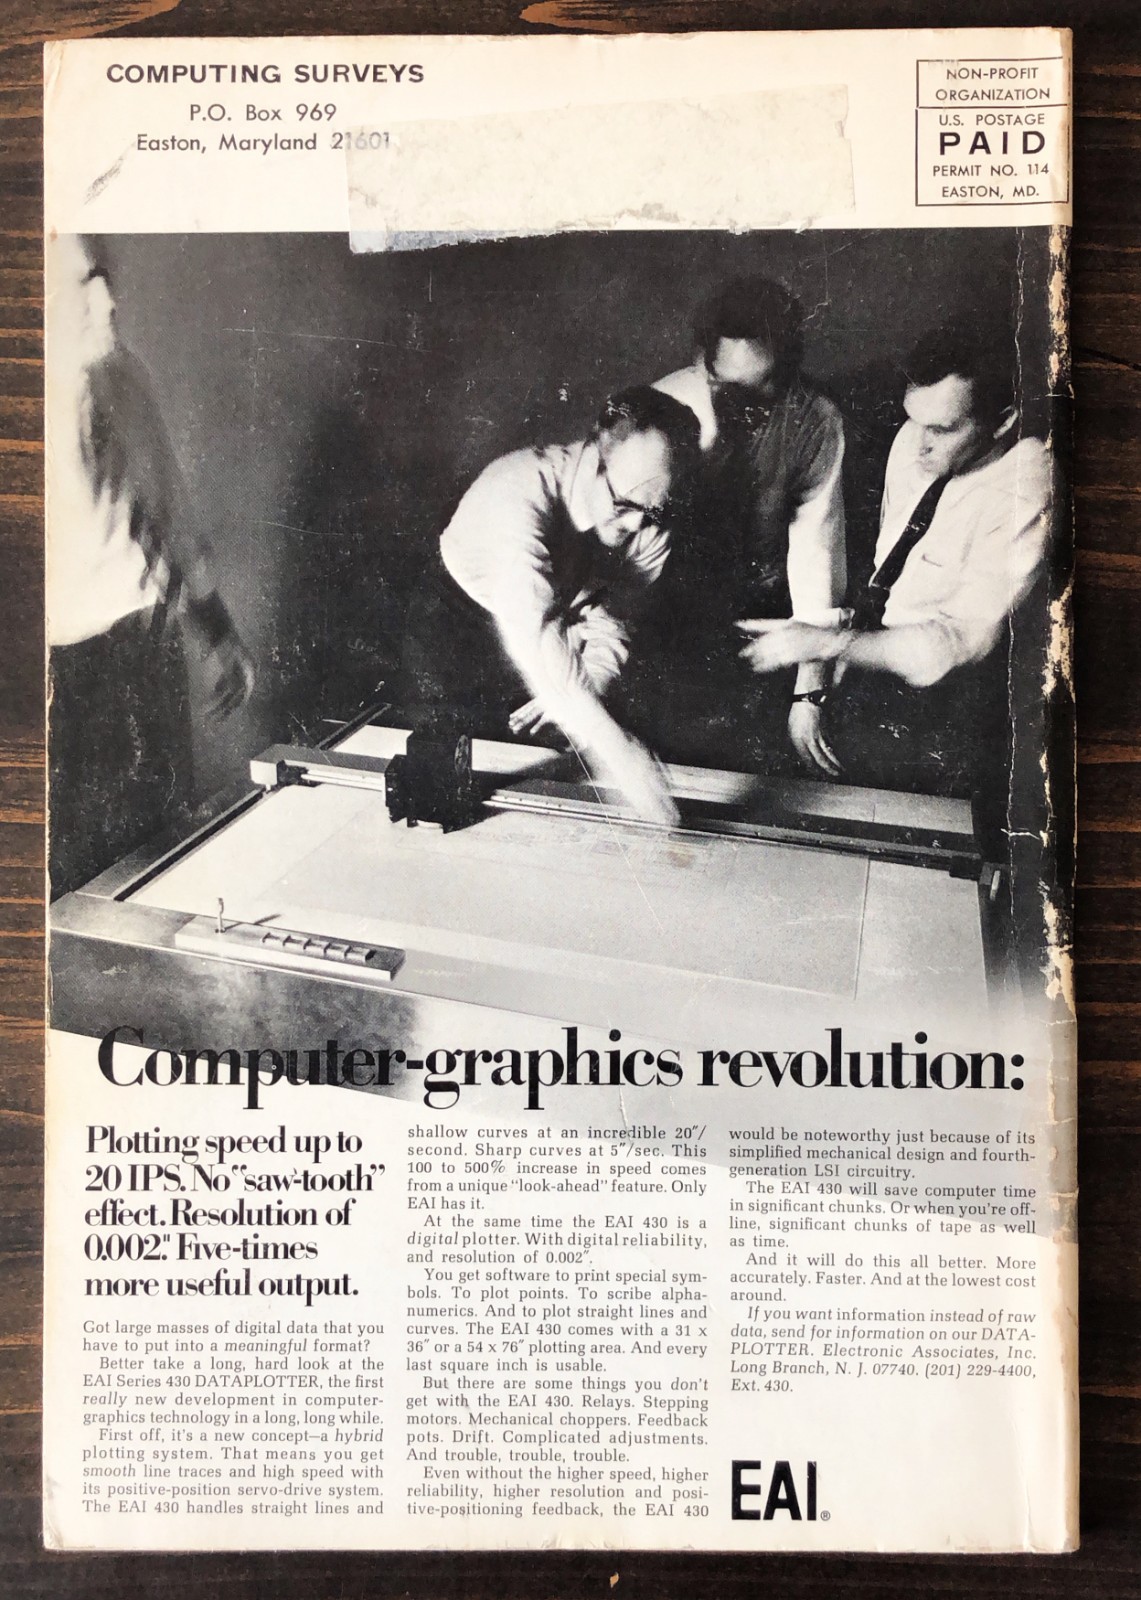 COMPUTING SURVEYS
P.O. Box 969
Easton, Maryland 21601
NON-PROFIT
ORGANIZATION
U.S. POSTAGE
PAID
PERMIT NO. 114
EASTON, MD.
Computer-graphics revolution:
Plotting speed up to
20 IPS. No "saw-tooth"
effect. Resolution of
0.002." Five-times
more useful output.
Got large masses of digital data that you
have to put into a meaningful format?
Better take a long, hard look at the
EAI Series 430 DATAPLOTTER, the first
really new development in computer-
graphics technology in a long, long while.
First off, it's a new concept—a hybrid
plotting system. That means you get
smooth line traces and high speed with
its positive-position servo-drive system.
The EAI 430 handles straight lines and
shallow curves at an incredible 20"/
second. Sharp curves at 5"/sec. This
100 to 500% increase in speed comes
from a unique "look-ahead" feature. Only
EAI has it.
At the same time the EAI 430 is a
digital plotter. With digital reliability,
and resolution of 0.002".
You get software to print special sym-
bols. To plot points. To scribe alpha-
numerics. And to plot straight lines and
curves. The EAI 430 comes with a 31 x
36" or a 54 x 76" plotting area. And every
last square inch is usable.
But there are some things you don't
get with the EAI 430. Relays. Stepping
motors. Mechanical choppers. Feedback
pots. Drift. Complicated adjustments.
And trouble, trouble, trouble.
Even without the higher speed, higher
reliability, higher resolution and posi-
tive-positioning feedback, the EAI 430
would be noteworthy just because of its
simplified mechanical design and fourth-
generation LSI circuitry.
The EAI 430 will save computer time
in significant chunks. Or when you're off-
line, significant chunks of tape as well
as time.
And it will do this all better. More
accurately. Faster. And at the lowest cost
around.
If you want information instead of raw
data, send for information on our DATA-
PLOTTER. Electronic Associates, Inc.
Long Branch, N. J. 07740. (201) 229-4400,
Ext. 430.
EAI®